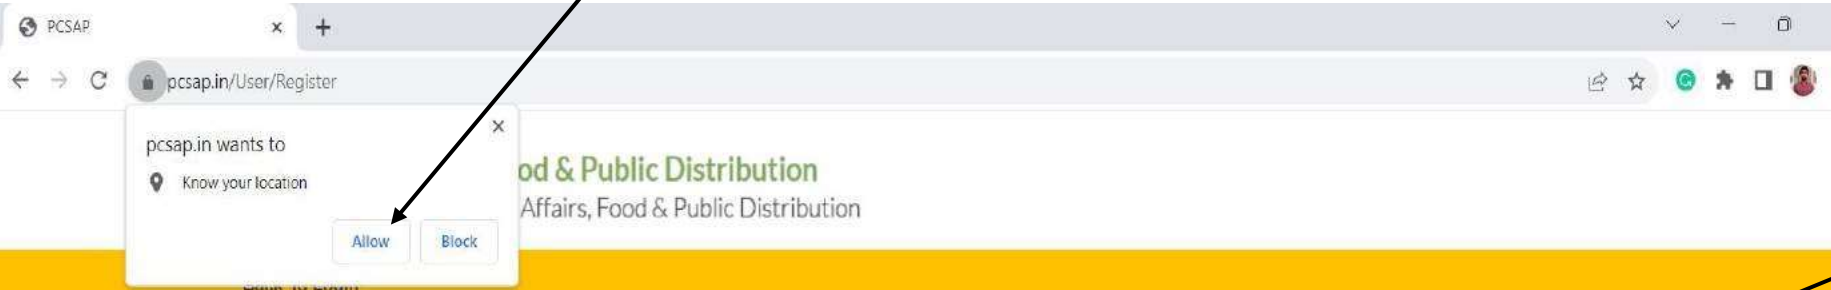 PCSAP
pcsap.in/User/Register
pcsap.in wants to
Know your location
Allow
Block
od & Public Distribution
Affairs, Food & Public Distribution